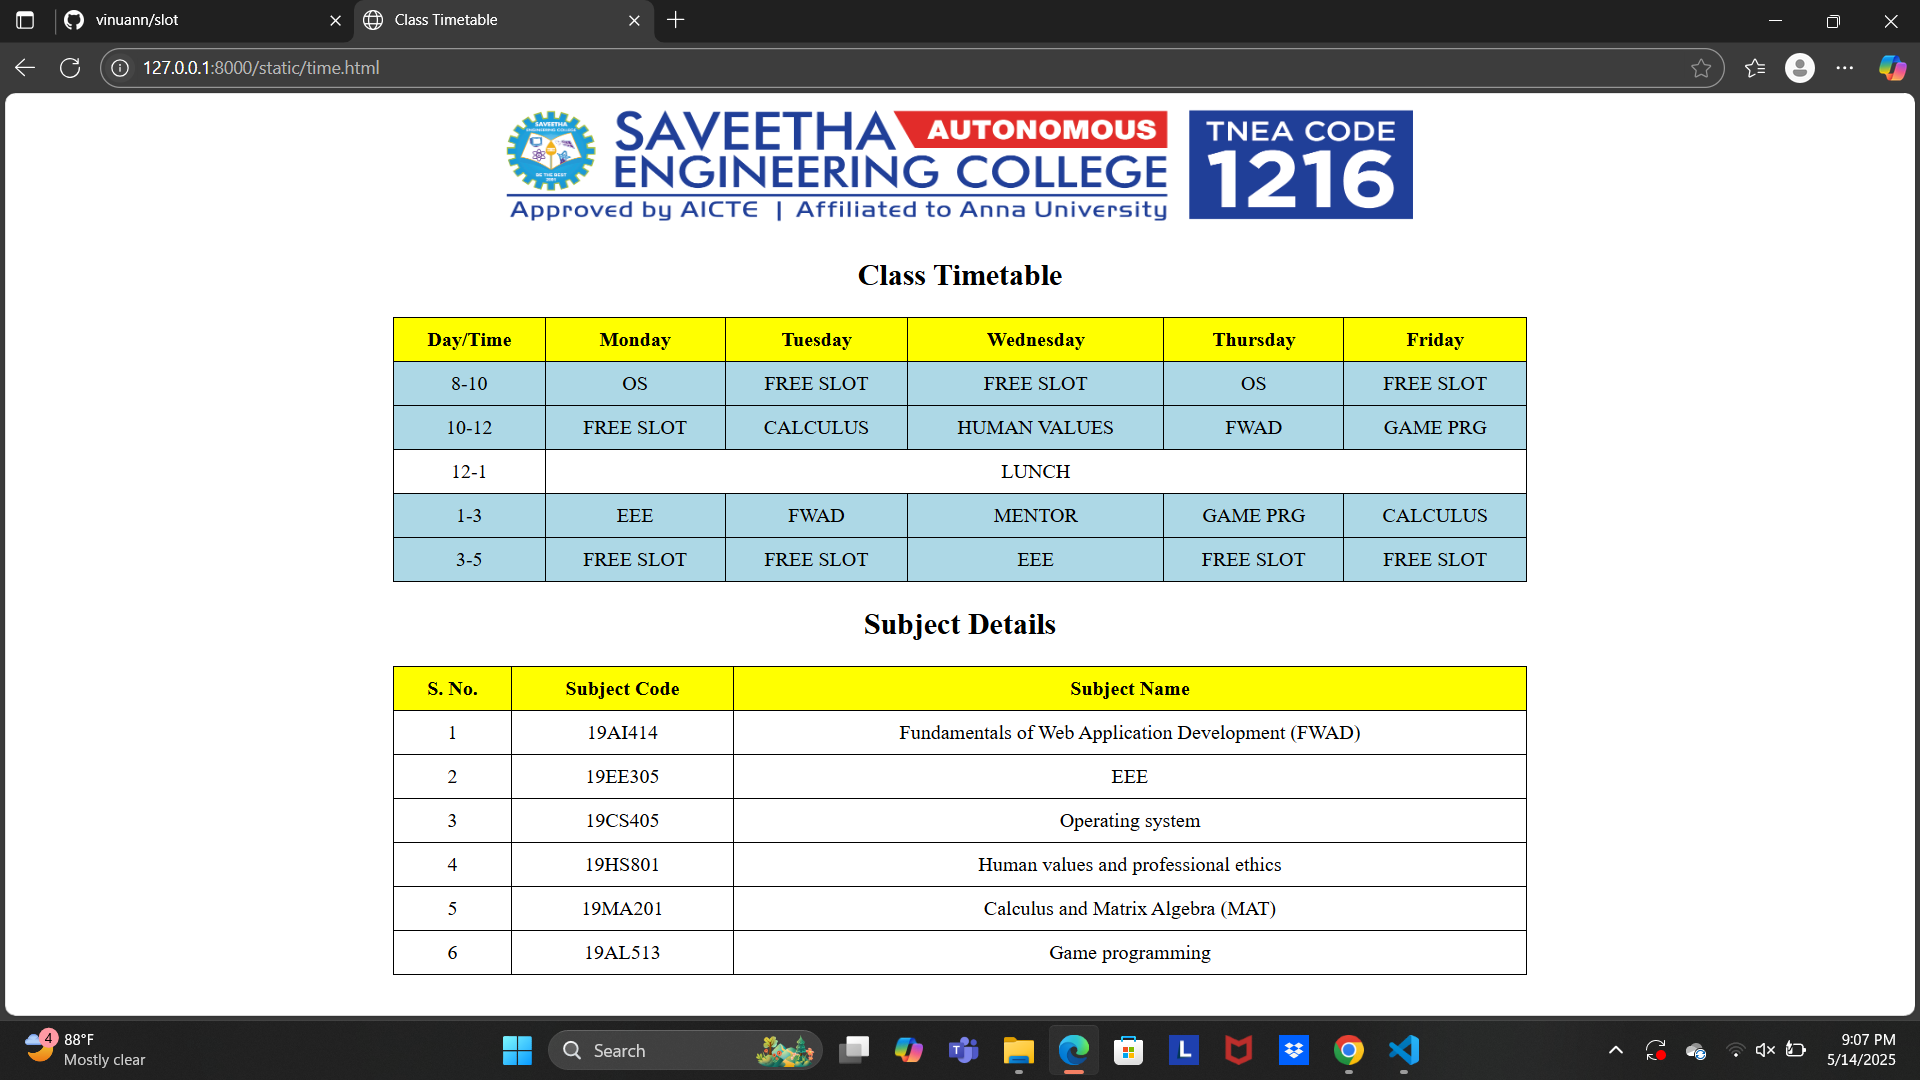 vinuann/slot
Class Timetable
127.0.0.1:8000/static/time.html
SAVEETHA AUTONOMOUS
ENGINEERING COLLEGE
Approved by AICTE | Affiliated to Anna University
TNEA CODE
1216
SAVEETHA
ENGINEERING COLLEGE
BE THE BEST
Class Timetable
Day/Time Monday Tuesday Wednesday Thursday Friday
8-10 OS FREE SLOT FREE SLOT OS FREE SLOT
10-12 FREE SLOT CALCULUS HUMAN VALUES FWAD GAME PRG
12-1 LUNCH
1-3 EEE FWAD MENTOR GAME PRG CALCULUS
3-5 FREE SLOT FREE SLOT EEE FREE SLOT FREE SLOT
Subject Details
S. No. Subject Code Subject Name
1 19AI414 Fundamentals of Web Application Development (FWAD)
2 19EE305 EEE
3 19CS405 Operating system
4 19HS801 Human values and professional ethics
5 19MA201 Calculus and Matrix Algebra (MAT)
6 19AL513 Game programming
4
88°F
Mostly clear
Search
L
9:07 PM
5/14/2025